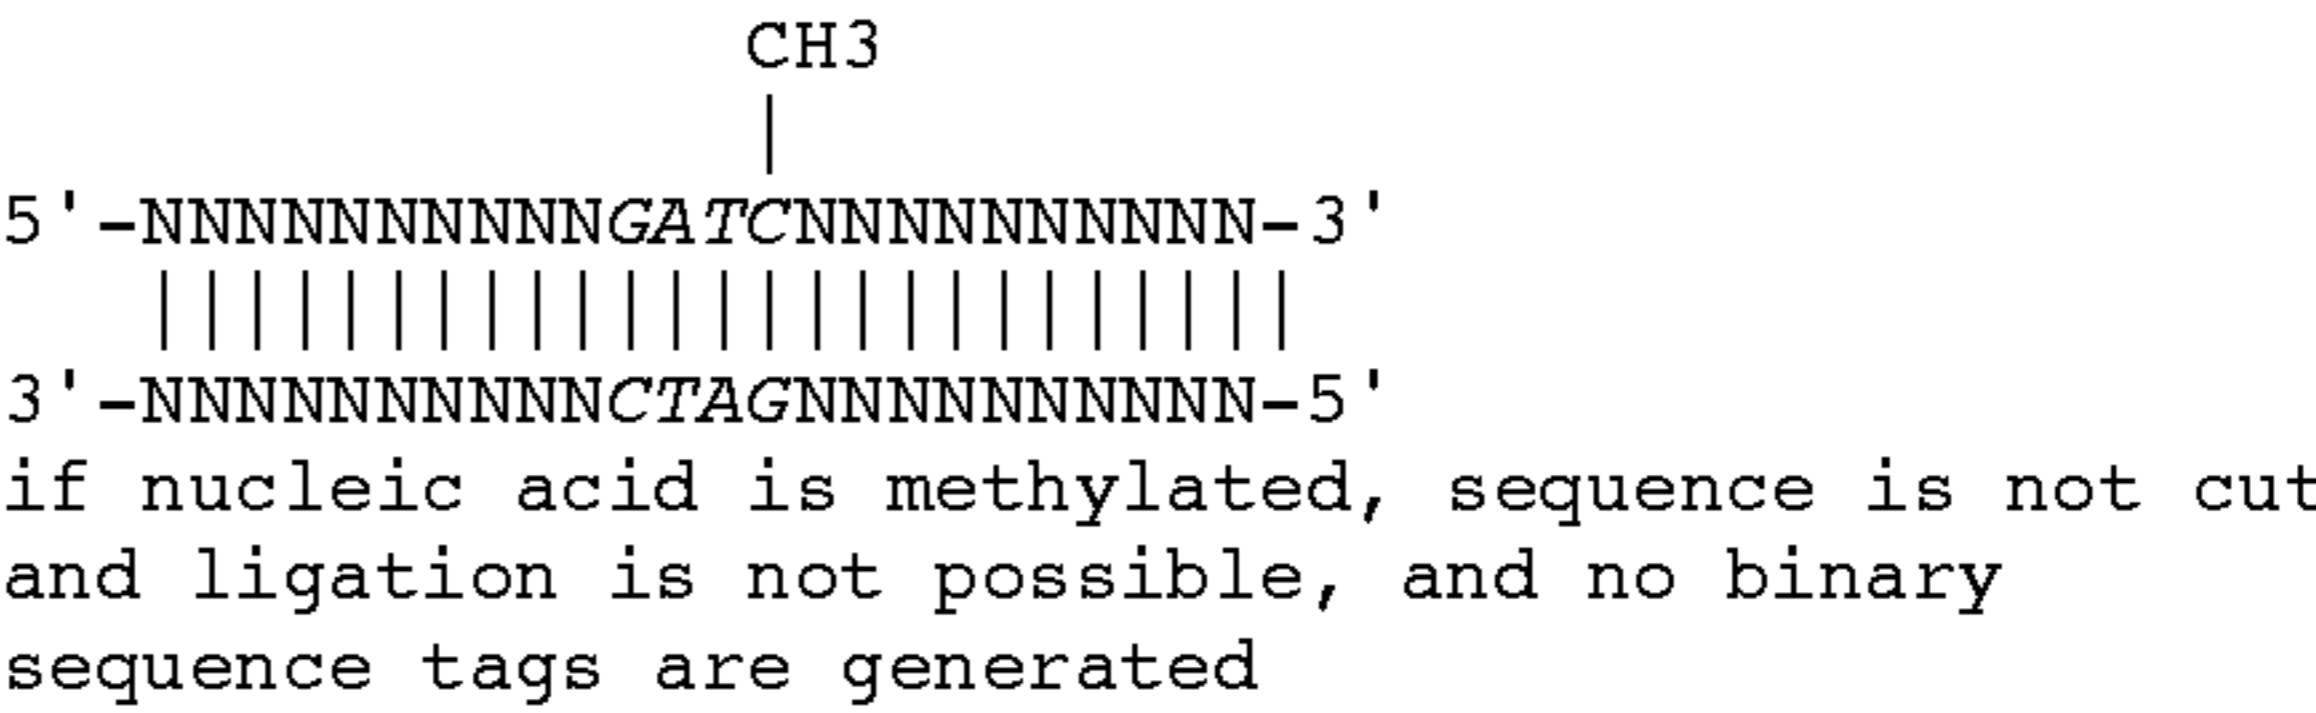 CH3
|
5'-NNNNNNNNNNGATCNNNNNNNNNN-3'
|||||||||||||||||||||||||
3'-NNNNNNNNNNCTAGNNNNNNNNNN-5'
if nucleic acid is methylated, sequence is not cut
and ligation is not possible, and no binary
sequence tags are generated